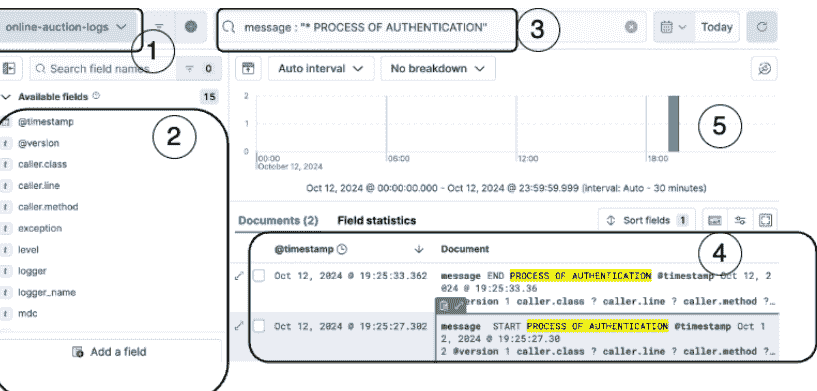 online-auction-logs
1
message : "* PROCESS OF AUTHENTICATION"
3
Today
Search field names
0
Auto interval
No breakdown
Available fields
15
2
@timestamp
@version
caller.class
caller.line
caller.method
exception
level
logger
logger_name
mdc
Add a field
2
1
0
5
00:00
06:00
12:00
18:00
October 12, 2024
Oct 12, 2024 @ 00:00:00.000 - Oct 12, 2024 @ 23:59:59.999 (interval: Auto - 30 minutes)
Documents (2)
Field statistics
Sort fields
1
4
@timestamp
Document
Oct 12, 2024 @ 19:25:33.362
message END PROCESS OF AUTHENTICATION @timestamp Oct 12, 2
024 @ 19:25:33.36
version 1 caller.class ? caller.line ? caller.method ?…
Oct 12, 2024 @ 19:25:27.302
message START PROCESS OF AUTHENTICATION @timestamp Oct 1
2, 2024 @ 19:25:27.30
2 @version 1 caller.class ? caller.line ? caller.method ?…